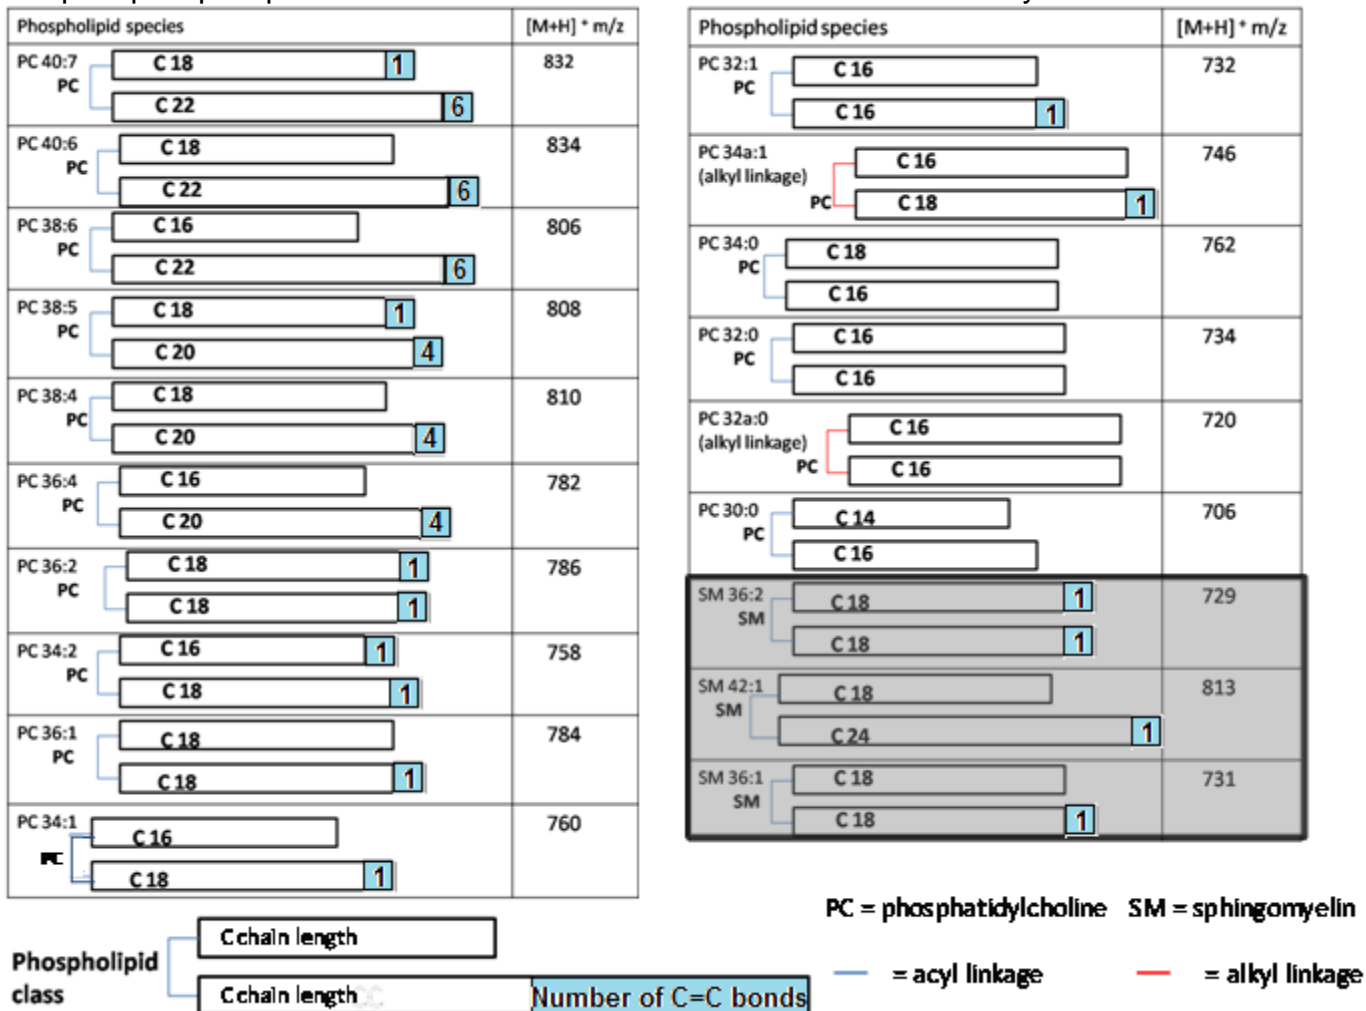 Phospholipid species [M+H] * m/z
PC 40:7 C 18 1 832
PC
C 22 6
PC 40:6 C 18 834
PC
C 22 6
PC 38:6 C 16 806
PC
C 22 6
PC 38:5 C 18 1 808
PC
C 20 4
PC 38:4 C 18 810
PC
C 20 4
PC 36:4 C 16 782
PC
C 20 4
PC 36:2 C 18 1 786
PC
C 18 1
PC 34:2 C 16 1 758
PC
C 18 1
PC 36:1 C 18 784
PC
C 18 1
PC 34:1 C 16 760
PC
C 18 1
Phospholipid species [M+H] * m/z
PC 32:1 C 16 732
PC
C 16 1
PC 34a:1 C 16 746
(alkyl linkage)
PC C 18 1
PC 34:0 C 18 762
PC
C 16
PC 32:0 C 16 734
PC
C 16
PC 32a:0 C 16 720
(alkyl linkage)
PC C 16
PC 30:0 C 14 706
PC
C 16
SM 36:2 C 18 1 729
SM
C 18 1
SM 42:1 C 18 813
SM
C 24 1
SM 36:1 C 18 731
SM
C 18 1
Phospholipid
class
C chain length
C chain length Number of C=C bonds
PC = phosphatidylcholine SM = sphingomyelin
= acyl linkage = alkyl linkage